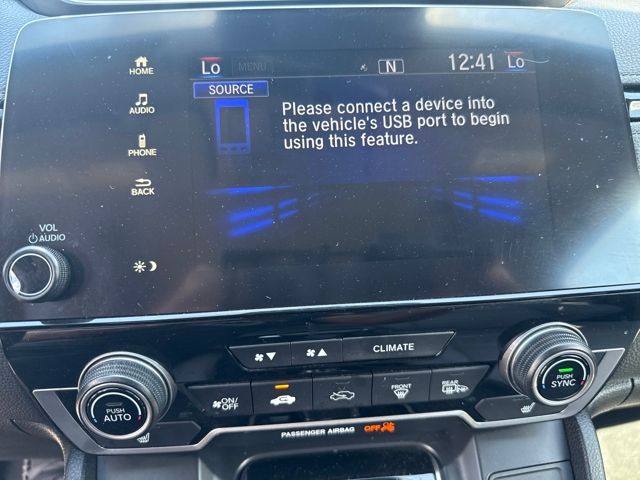 Lo MENU N 12:41 Lo
HOME
SOURCE
AUDIO
Please connect a device into
the vehicle's USB port to begin
using this feature.
PHONE
BACK
VOL
AUDIO
CLIMATE
PUSH
AUTO
ON/
OFF
FRONT
REAR
PUSH
SYNC
PASSENGER AIRBAG OFF